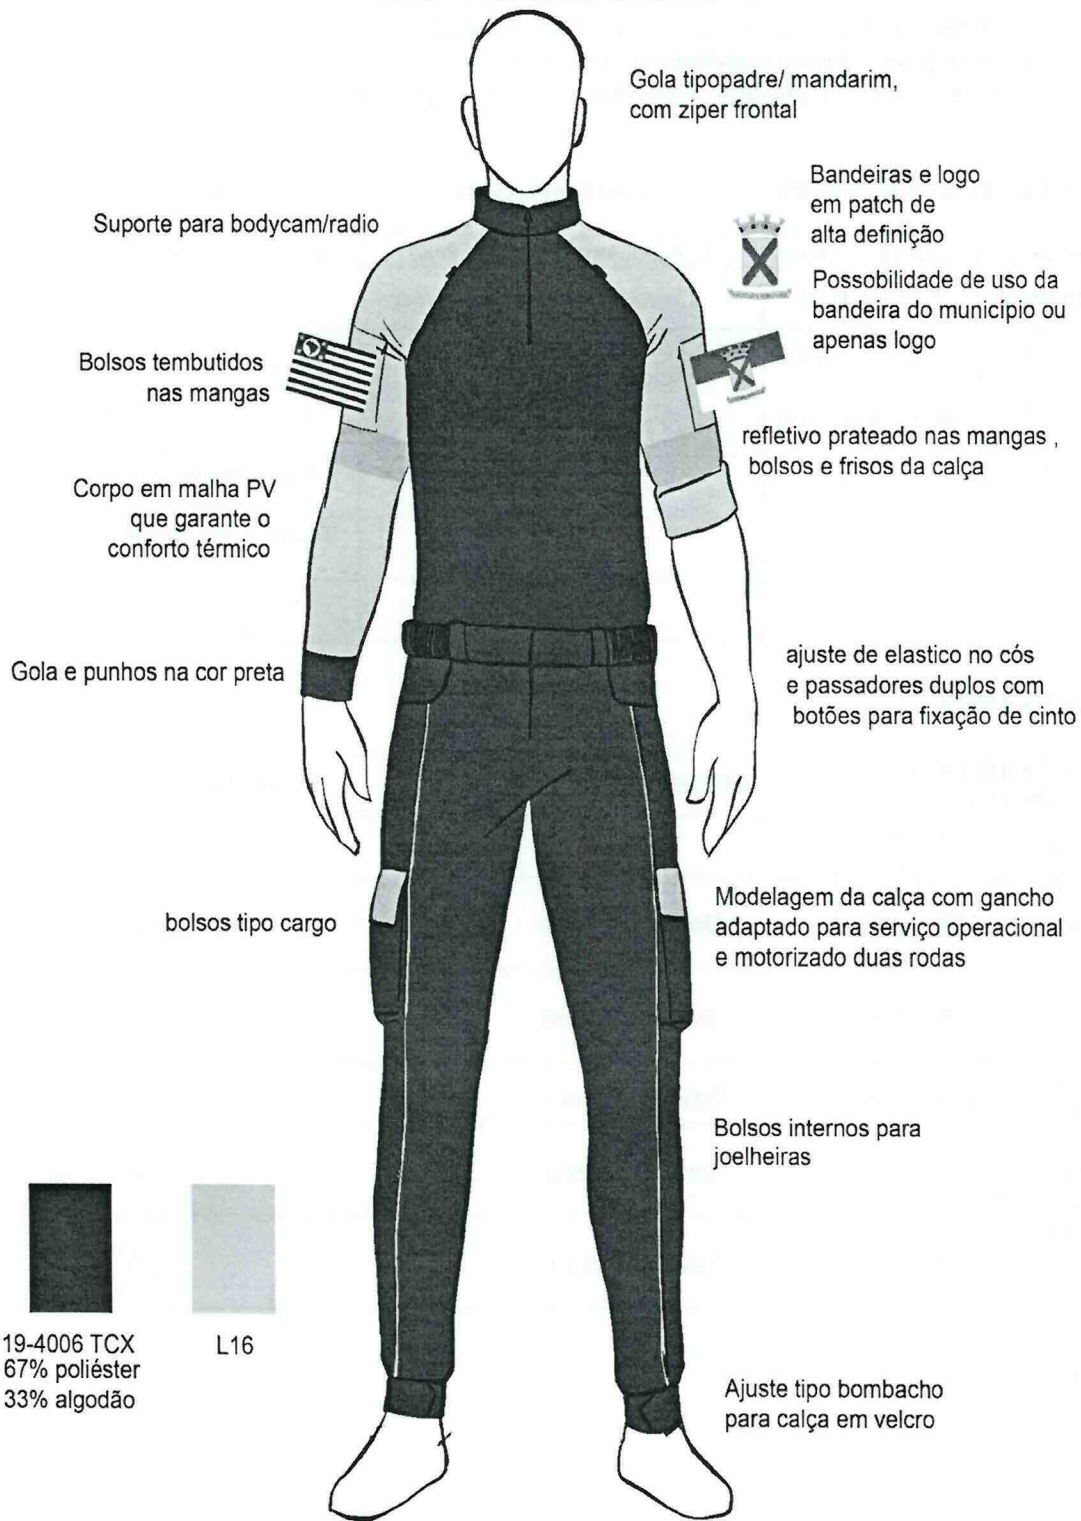 Gola tipopadre/ mandarim,
com ziper frontal
Bandeiras e logo
em patch de
alta definição
Suporte para bodycam/radio
Possobilidade de uso da
bandeira do município ou
apenas logo
Bolsos tembutidos
nas mangas
refletivo prateado nas mangas ,
bolsos e frisos da calça
Corpo em malha PV
que garante o
conforto térmico
Gola e punhos na cor preta
ajuste de elastico no cós
e passadores duplos com
botões para fixação de cinto
bolsos tipo cargo
Modelagem da calça com gancho
adaptado para serviço operacional
e motorizado duas rodas
Bolsos internos para
joelheiras
19-4006 TCX
67% poliéster
33% algodão
L16
Ajuste tipo bombacho
para calça em velcro